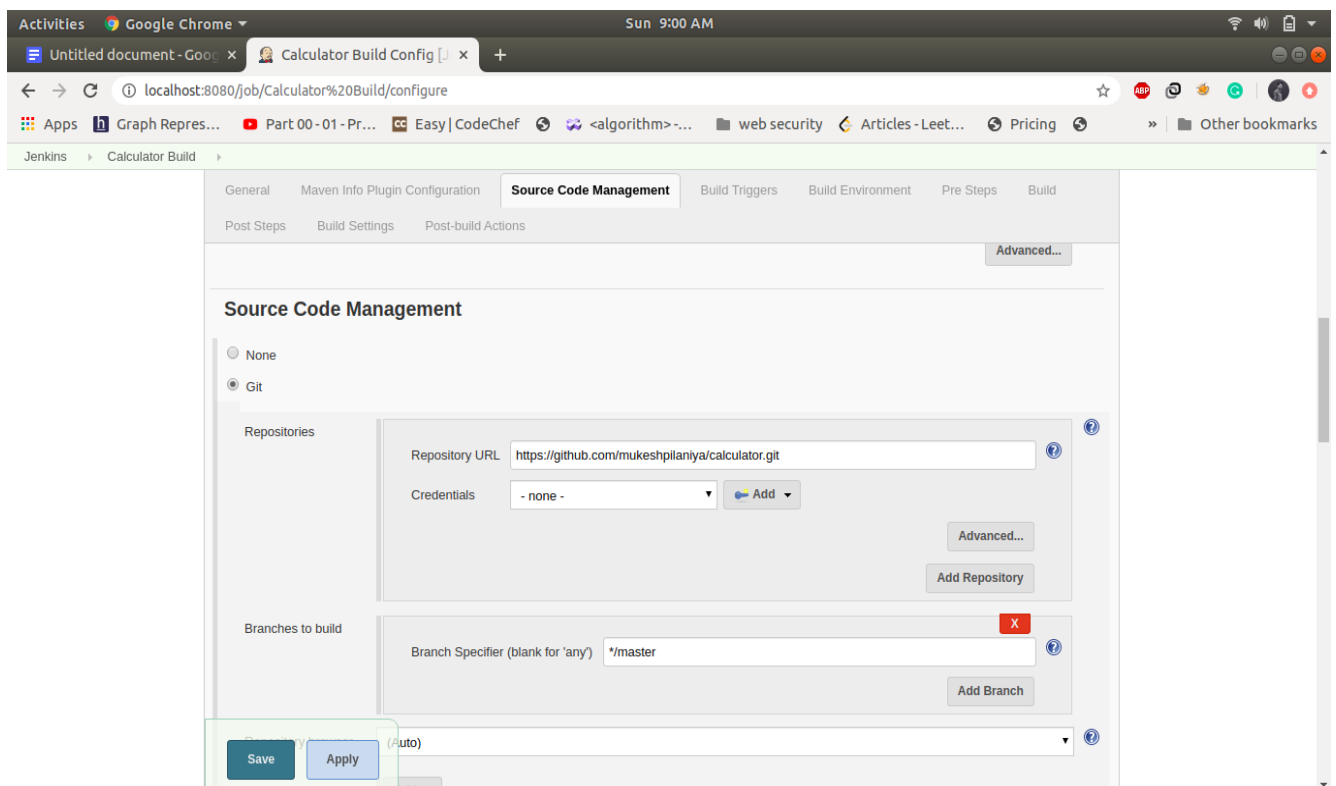 Activities Google Chrome Sun 9:00 AM
Untitled document - Goog Calculator Build Config [J
localhost:8080/job/Calculator%20Build/configure
ABP
Apps h Graph Repres... Part 00 - 01 - Pr... CC Easy | CodeChef <algorithm> -... web security Articles - Leet... Pricing » Other bookmarks
Jenkins Calculator Build
General Maven Info Plugin Configuration Source Code Management Build Triggers Build Environment Pre Steps Build
Post Steps Build Settings Post-build Actions
Advanced...
Source Code Management
None
Git
Repositories
Repository URL https://github.com/mukeshpilaniya/calculator.git
Credentials - none - Add
Advanced...
Add Repository
Branches to build
X
Branch Specifier (blank for 'any') */master
Add Branch
(Auto)
Save Apply